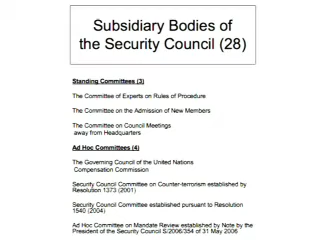 Subsidiary Bodies of
the Security Council (28)
Standing Committees (3)
The Committee of Experts on Rules of Procedure
The Committee on the Admission of New Members
The Committee on Council Meetings
away from Headquarters
Ad Hoc Committees (4)
The Governing Council of the United Nations
Compensation Commission
Security Council Committee on Counter-terrorism established by
Resolution 1373 (2001)
Security Council Committee established pursuant to Resolution
1540 (2004)
Ad Hoc Committee on Mandate Review established by Note by the
President of the Security Council S/2006/354 of 31 May 2006